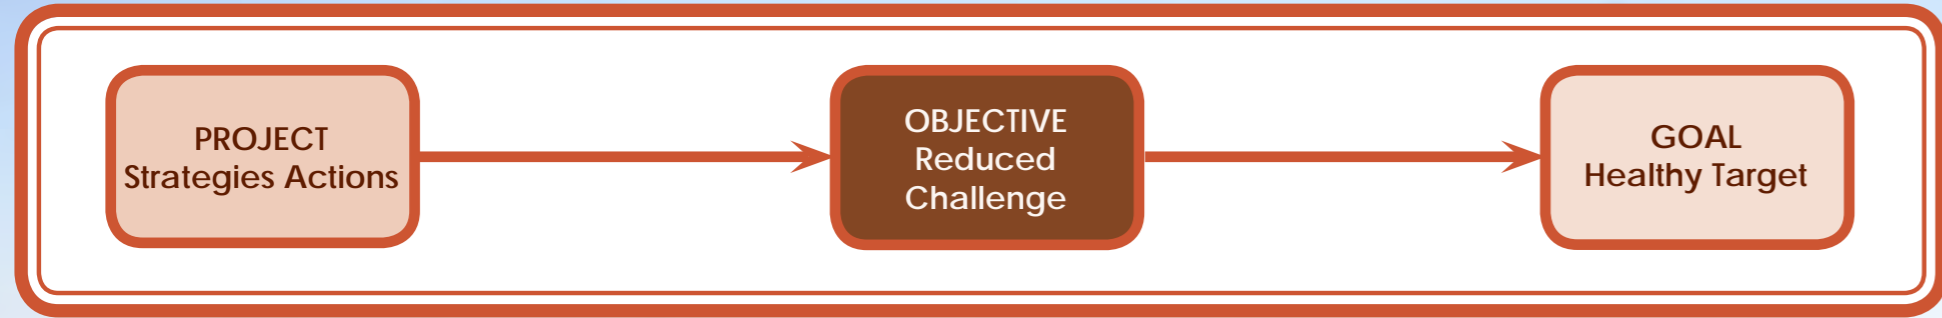 PROJECT
Strategies Actions
OBJECTIVE
Reduced
Challenge
GOAL
Healthy Target